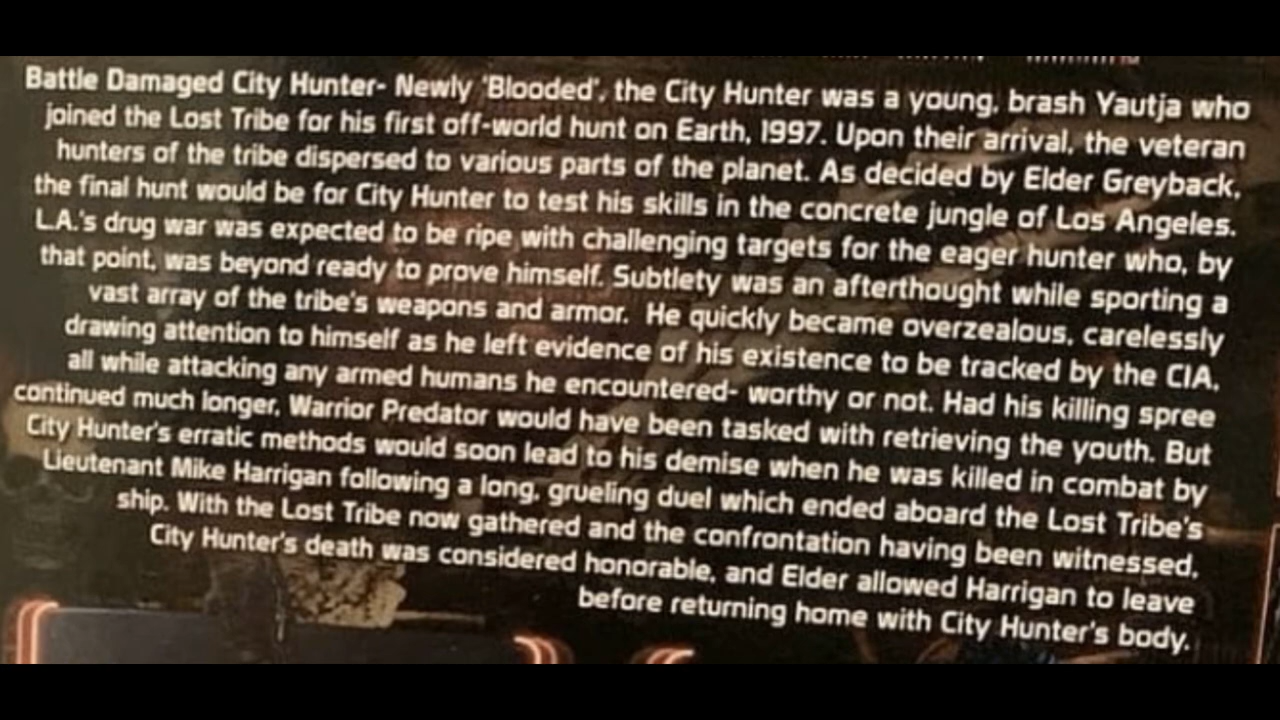 Battle Damaged City Hunter- Newly 'Blooded', the City Hunter was a young, brash Yautja who
joined the Lost Tribe for his first off-world hunt on Earth, 1997. Upon their arrival, the veteran
hunters of the tribe dispersed to various parts of the planet. As decided by Elder Greyback,
the final hunt would be for City Hunter to test his skills in the concrete jungle of Los Angeles.
L.A.'s drug war was expected to be ripe with challenging targets for the eager hunter who, by
that point, was beyond ready to prove himself. Subtlety was an afterthought while sporting a
vast array of the tribe's weapons and armor. He quickly became overzealous, carelessly
drawing attention to himself as he left evidence of his existence to be tracked by the CIA,
all while attacking any armed humans he encountered- worthy or not. Had his killing spree
continued much longer, Warrior Predator would have been tasked with retrieving the youth. But
City Hunter's erratic methods would soon lead to his demise when he was killed in combat by
Lieutenant Mike Harrigan following a long, grueling duel which ended aboard the Lost Tribe's
ship. With the Lost Tribe now gathered and the confrontation having been witnessed,
City Hunter's death was considered honorable, and Elder allowed Harrigan to leave
before returning home with City Hunter's body.